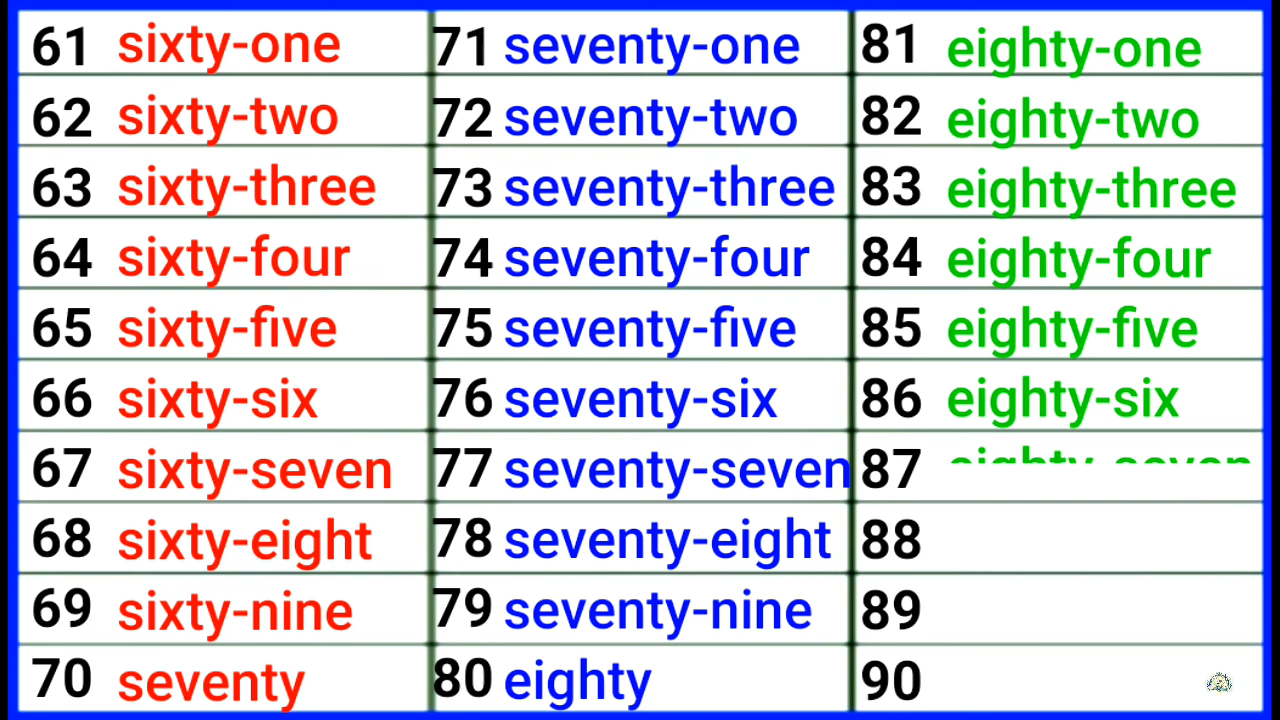 61 sixty-one 71 seventy-one 81 eighty-one
62 sixty-two 72 seventy-two 82 eighty-two
63 sixty-three 73 seventy-three 83 eighty-three
64 sixty-four 74 seventy-four 84 eighty-four
65 sixty-five 75 seventy-five 85 eighty-five
66 sixty-six 76 seventy-six 86 eighty-six
67 sixty-seven 77 seventy-seven 87 eighty-seven
68 sixty-eight 78 seventy-eight 88
69 sixty-nine 79 seventy-nine 89
70 seventy 80 eighty 90